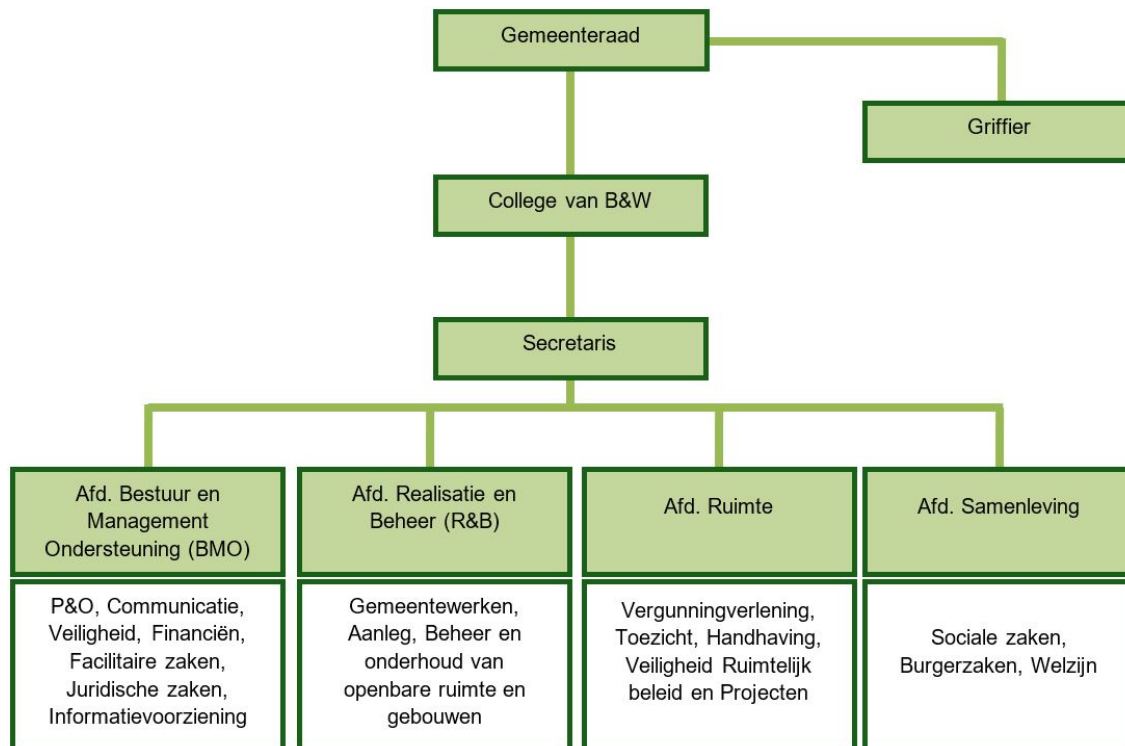 Gemeenteraad
Griffier
College van B&W
Secretaris
Afd. Bestuur en
Management
Ondersteuning (BMO)
Afd. Realisatie en
Beheer (R&B)
Afd. Ruimte
Afd. Samenleving
P&O, Communicatie,
Veiligheid, Financiën,
Facilitaire zaken,
Juridische zaken,
Informatievoorziening
Gemeentewerken,
Aanleg, Beheer en
onderhoud van
openbare ruimte en
gebouwen
Vergunningverlening,
Toezicht, Handhaving,
Veiligheid Ruimtelijk
beleid en Projecten
Sociale zaken,
Burgerzaken, Welzijn